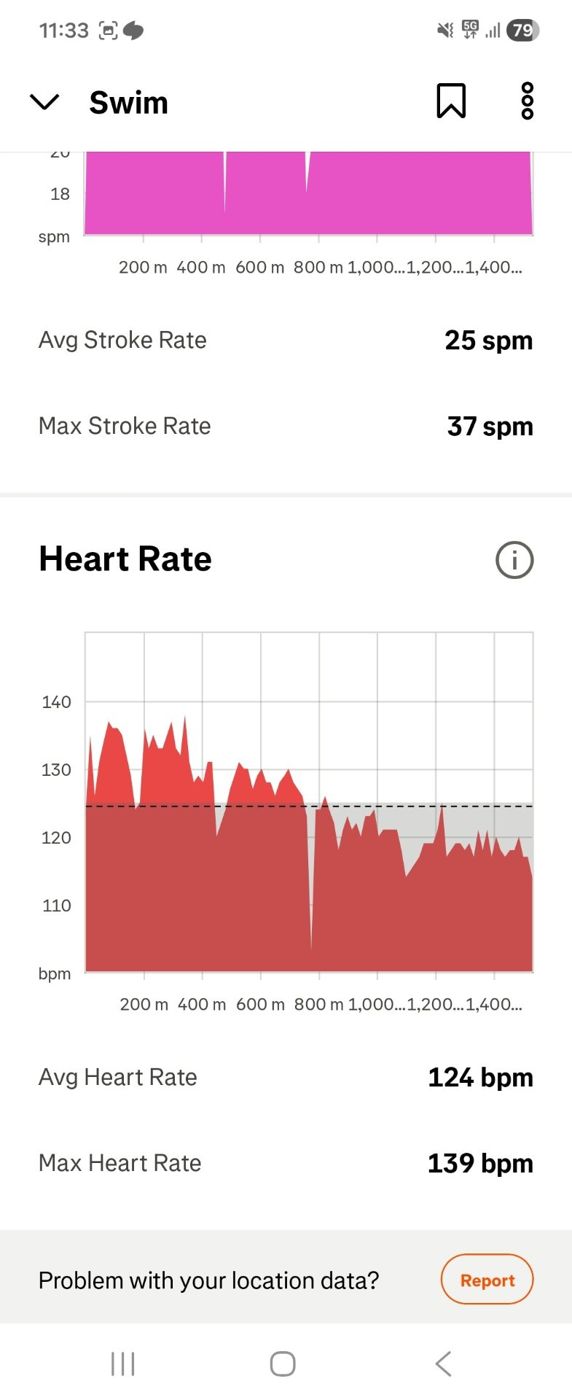 11:33 5G 79
Swim
20
18
spm
200 m 400 m 600 m 800 m 1,000...1,200...1,400...
Avg Stroke Rate 25 spm
Max Stroke Rate 37 spm
Heart Rate i
140
130
120
110
bpm
200 m 400 m 600 m 800 m 1,000...1,200...1,400...
Avg Heart Rate 124 bpm
Max Heart Rate 139 bpm
Problem with your location data? Report